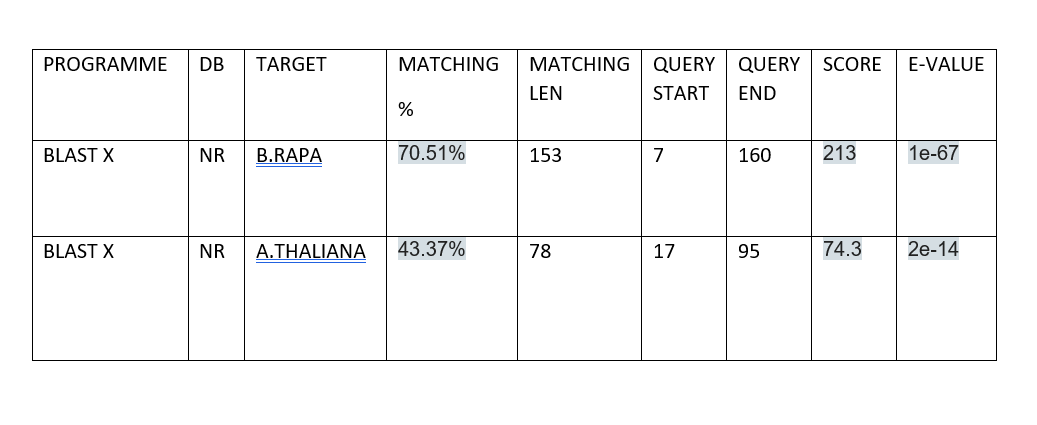 PROGRAMME DB TARGET MATCHING MATCHING QUERY QUERY SCORE E-VALUE
% LEN START END
BLAST X NR B.RAPA 70.51% 153 7 160 213 1e-67
BLAST X NR A.THALIANA 43.37% 78 17 95 74.3 2e-14